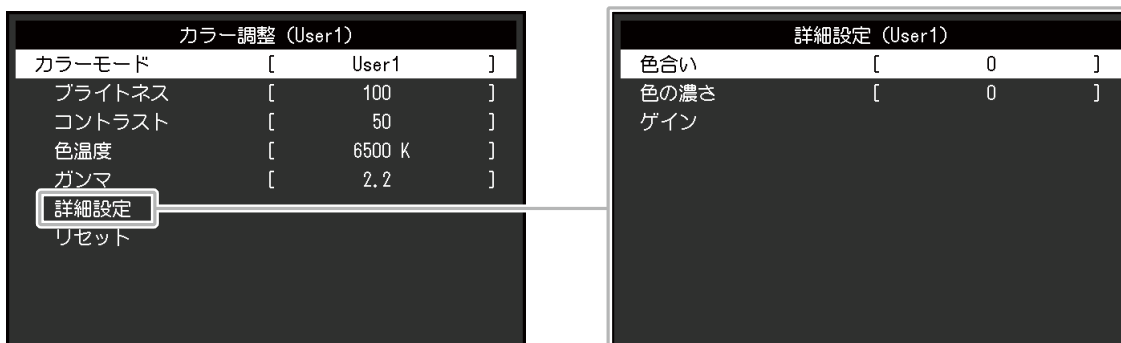 カラー調整 (User1)
カラーモード [ User1 ]
ブライトネス [ 100 ]
コントラスト [ 50 ]
色温度 [ 6500 K ]
ガンマ [ 2.2 ]
詳細設定
リセット
詳細設定 (User1)
色合い [ 0 ]
色の濃さ [ 0 ]
ゲイン